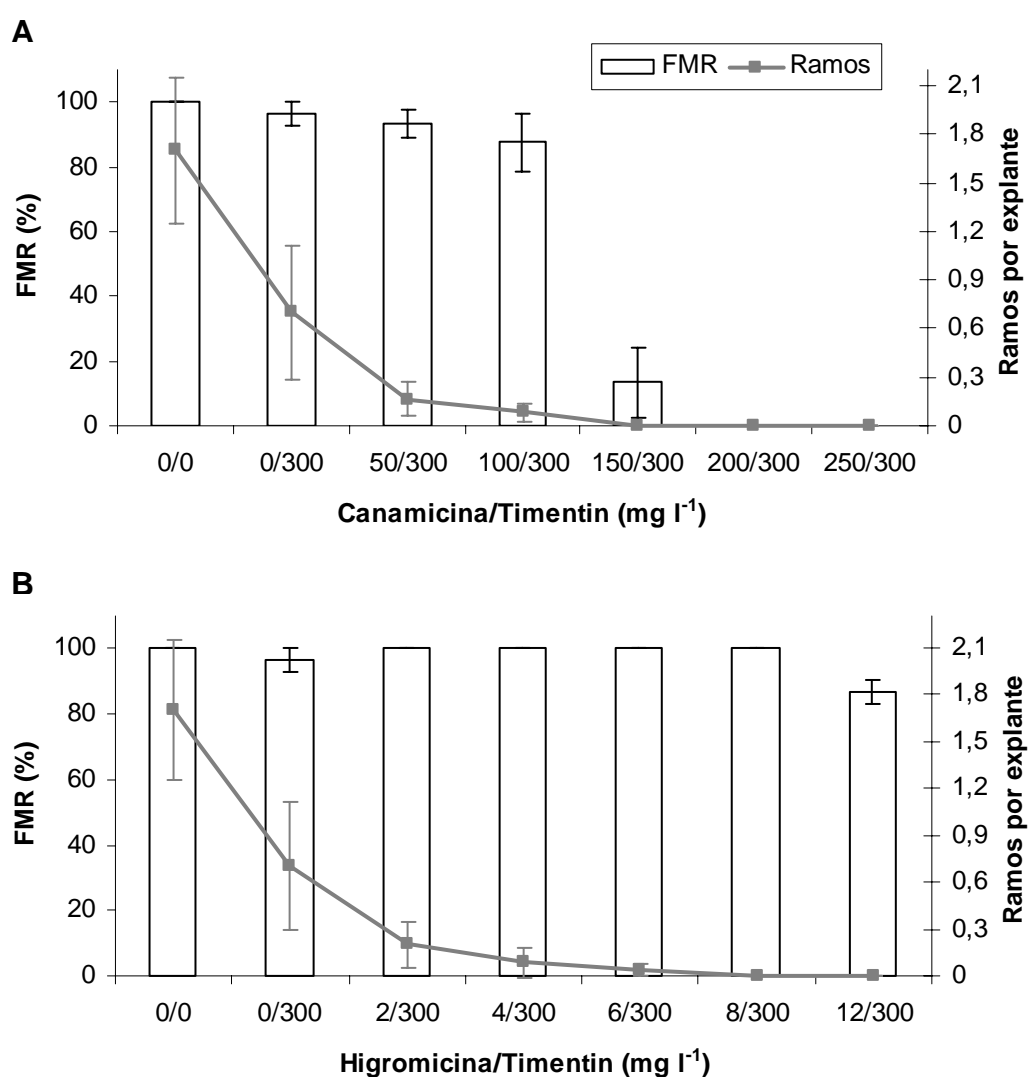 A
FMR Ramos
100
80
60
40
20
0
FMR (%)
2,1
1,8
1,5
1,2
0,9
0,6
0,3
0
Ramos por explante
0/0 0/300 50/300 100/300 150/300 200/300 250/300
Canamicina/Timentin (mg l⁻¹)
B
100
80
60
40
20
0
FMR (%)
2,1
1,8
1,5
1,2
0,9
0,6
0,3
0
Ramos por explante
0/0 0/300 2/300 4/300 6/300 8/300 12/300
Higromicina/Timentin (mg l⁻¹)